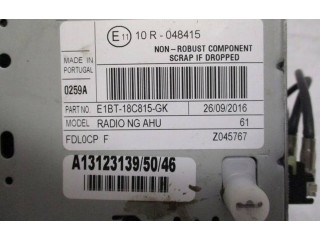 E11 10 R - 048415
NON - ROBUST COMPONENT
SCRAP IF DROPPED
MADE IN
PORTUGAL
0259A
PART NO E1BT-18C815-GK 26/09/2016
MODEL RADIO NG AHU 61
FDL0CP F Z045767
A13123139/50/46